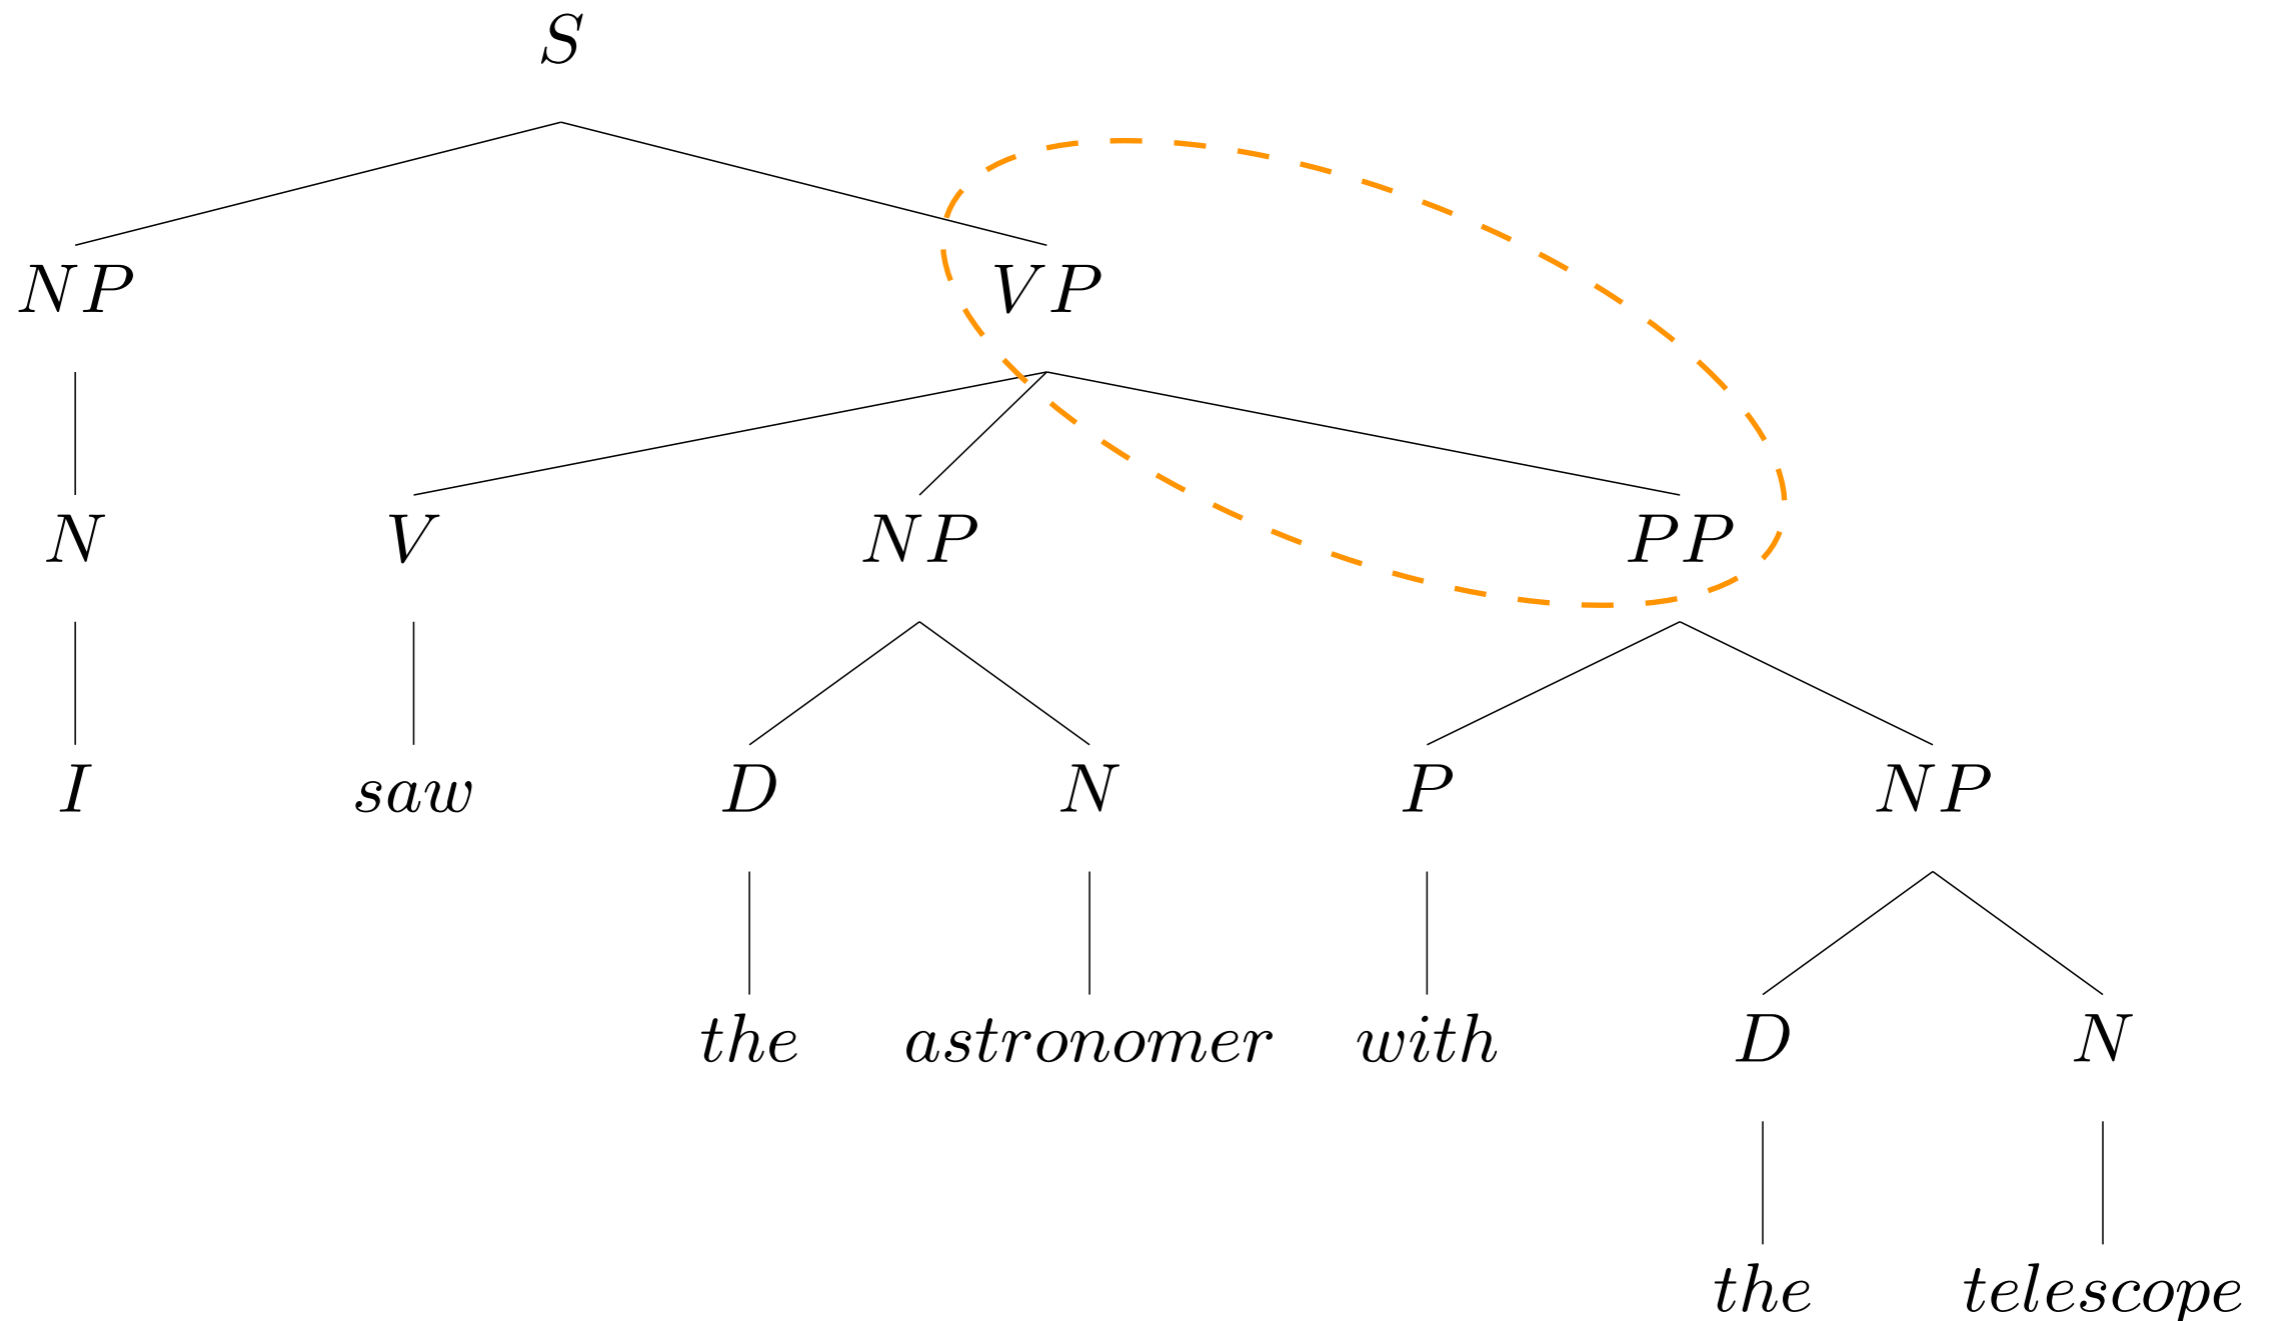 S
NP VP
N V NP PP
I saw D N P NP
the astronomer with D N
the telescope